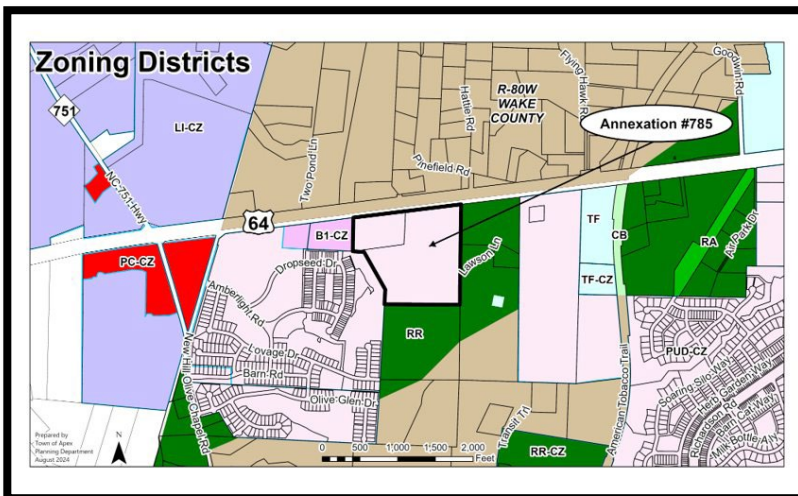 Zoning Districts
751
LI-CZ
NC 751 Hwy
Two Pond Ln
Hattie Rd
R-80W
WAKE
COUNTY
Flying Hawk Rd
Goodwin Rd
Annexation #785
Pinefield Rd
64
B1-CZ
PC-CZ
Dropseed Dr
Amberlight Rd
Lawson Ln
TF
CB
RA
Air Park Dr
TF-CZ
RR
PUD-CZ
Lovage Dr
Barn Rd
Olive Glen Dr
New Hill Olive Chapel Rd
Transit Trl
American Tobacco Trail
Soaring Silo Way
Herb Garden Way
Richardson Rd
Barn Cat Way
Milk Bottle Aly
RR-CZ
Prepared by
Town of Apex
Planning Department
August 2024
N
0 500 1,000 1,500 2,000
Feet